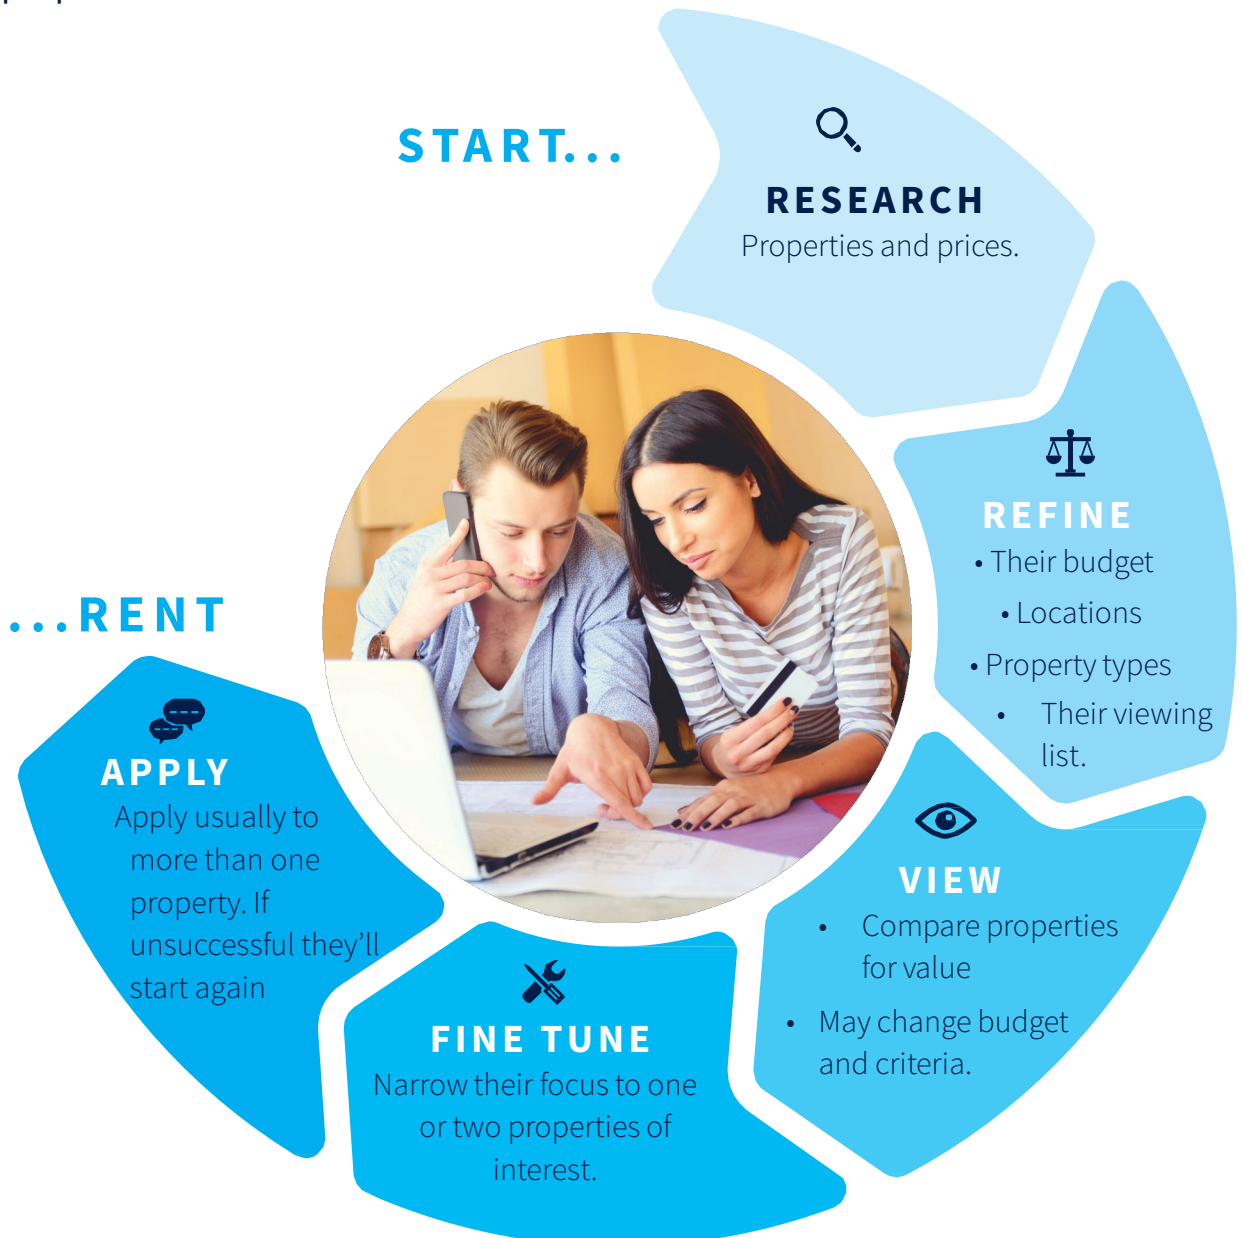 START...
RESEARCH
Properties and prices.
REFINE
• Their budget
• Locations
• Property types
• Their viewing
list.
VIEW
• Compare properties
for value
• May change budget
and criteria.
FINE TUNE
Narrow their focus to one
or two properties of
interest.
...RENT
APPLY
Apply usually to
more than one
property. If
unsuccessful they’ll
start again